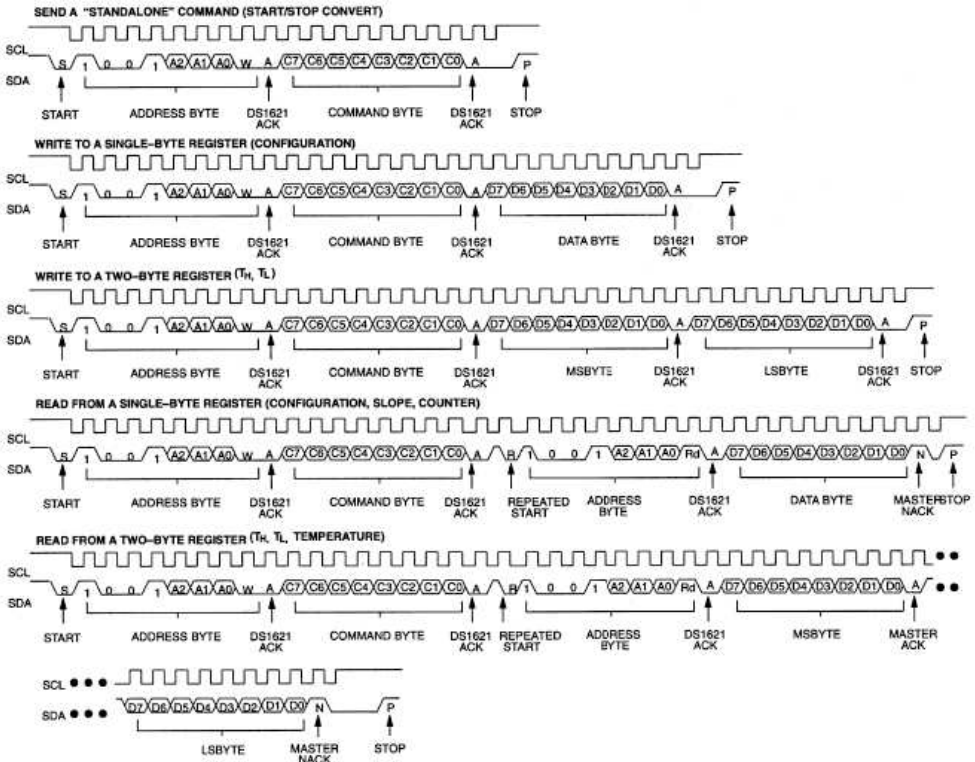 SEND A "STANDALONE" COMMAND (START/STOP CONVERT)
SCL
SDA
S 1 0 0 1 A2 A1 A0 W A C7 C6 C5 C4 C3 C2 C1 C0 A P
START ADDRESS BYTE DS1621 ACK COMMAND BYTE DS1621 ACK STOP
WRITE TO A SINGLE–BYTE REGISTER (CONFIGURATION)
SCL
SDA
S 1 0 0 1 A2 A1 A0 W A C7 C6 C5 C4 C3 C2 C1 C0 A D7 D6 D5 D4 D3 D2 D1 D0 A P
START ADDRESS BYTE DS1621 ACK COMMAND BYTE DS1621 ACK DATA BYTE DS1621 ACK STOP
WRITE TO A TWO–BYTE REGISTER (TH, TL)
SCL
SDA
S 1 0 0 1 A2 A1 A0 W A C7 C6 C5 C4 C3 C2 C1 C0 A D7 D6 D5 D4 D3 D2 D1 D0 A D7 D6 D5 D4 D3 D2 D1 D0 A P
START ADDRESS BYTE DS1621 ACK COMMAND BYTE DS1621 ACK MSBYTE DS1621 ACK LSBYTE DS1621 ACK STOP
READ FROM A SINGLE–BYTE REGISTER (CONFIGURATION, SLOPE, COUNTER)
SCL
SDA
S 1 0 0 1 A2 A1 A0 W A C7 C6 C5 C4 C3 C2 C1 C0 A R 1 0 0 1 A2 A1 A0 Rd A D7 D6 D5 D4 D3 D2 D1 D0 N P
START ADDRESS BYTE DS1621 ACK COMMAND BYTE DS1621 ACK REPEATED START ADDRESS BYTE DS1621 ACK DATA BYTE MASTER NACK STOP
READ FROM A TWO–BYTE REGISTER (TH, TL, TEMPERATURE)
SCL
SDA
S 1 0 0 1 A2 A1 A0 W A C7 C6 C5 C4 C3 C2 C1 C0 A R 1 0 0 1 A2 A1 A0 Rd A D7 D6 D5 D4 D3 D2 D1 D0 A
START ADDRESS BYTE DS1621 ACK COMMAND BYTE DS1621 ACK REPEATED START ADDRESS BYTE DS1621 ACK MSBYTE MASTER ACK
SCL
SDA
D7 D6 D5 D4 D3 D2 D1 D0 N P
LSBYTE MASTER NACK STOP